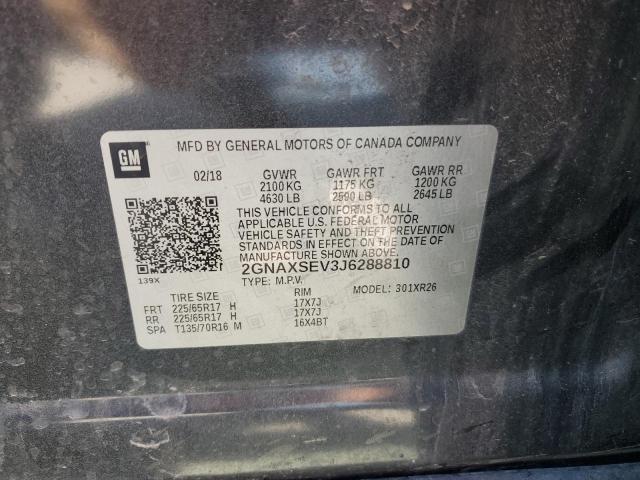 GM
MFD BY GENERAL MOTORS OF CANADA COMPANY
02/18 GVWR GAWR FRT GAWR RR
2100 KG 1175 KG 1200 KG
4630 LB 2590 LB 2645 LB
THIS VEHICLE CONFORMS TO ALL
APPLICABLE U.S. FEDERAL MOTOR
VEHICLE SAFETY AND THEFT PREVENTION
STANDARDS IN EFFECT ON THE DATE OF
MANUFACTURE SHOWN ABOVE.
139X 2GNAXSEV3J6288810
TYPE: M.P.V. MODEL: 301XR26
TIRE SIZE RIM
FRT 225/65R17 H 17X7J
RR 225/65R17 H 17X7J
SPA T135/70R16 M 16X4BT